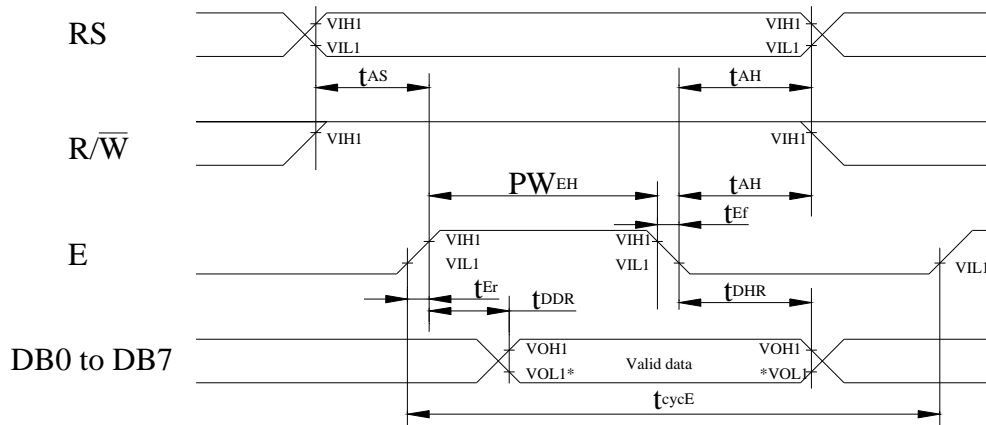 RS
VIH1
VIL1
VIH1
VIL1
tAS
tAH
R/W̅
VIH1
VIH1
PWEH
tAH
tEf
E
VIH1
VIL1
VIH1
VIL1
VIL1
tEr
tDDR
tDHR
DB0 to DB7
VOH1
VOL1*
Valid data
VOH1
*VOL1
tcycE